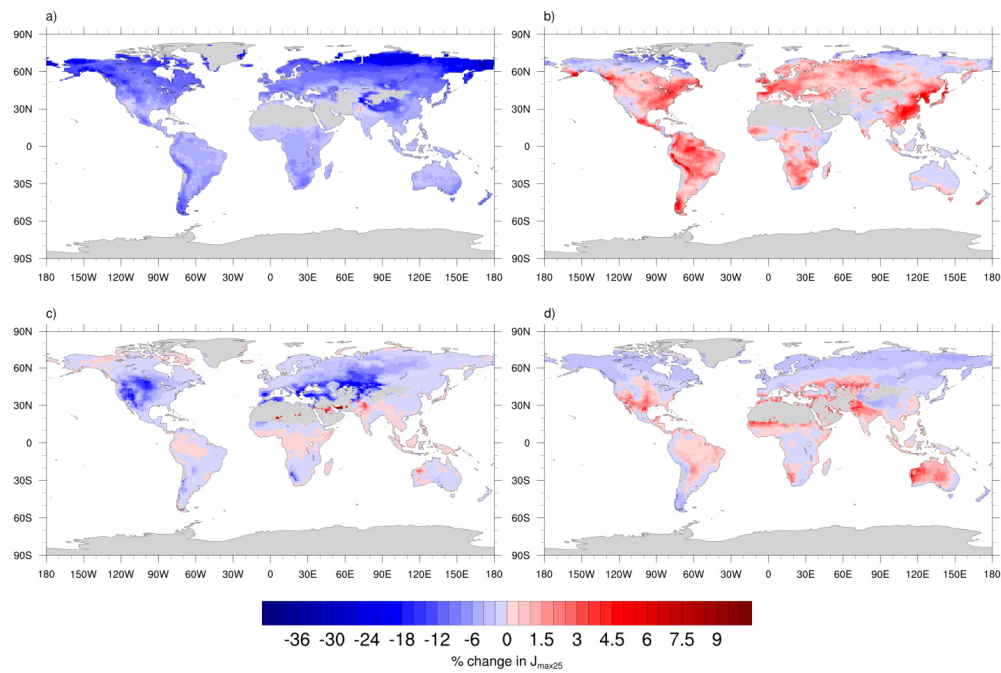 a) b)
90N 90N
60N 60N
30N 30N
0 0
30S 30S
60S 60S
90S 90S
180 150W 120W 90W 60W 30W 0 30E 60E 90E 120E 150E 180 180 150W 120W 90W 60W 30W 0 30E 60E 90E 120E 150E 180
c) d)
90N 90N
60N 60N
30N 30N
0 0
30S 30S
60S 60S
90S 90S
180 150W 120W 90W 60W 30W 0 30E 60E 90E 120E 150E 180 180 150W 120W 90W 60W 30W 0 30E 60E 90E 120E 150E 180
-36 -30 -24 -18 -12 -6 0 1.5 3 4.5 6 7.5 9
% change in Jmax25